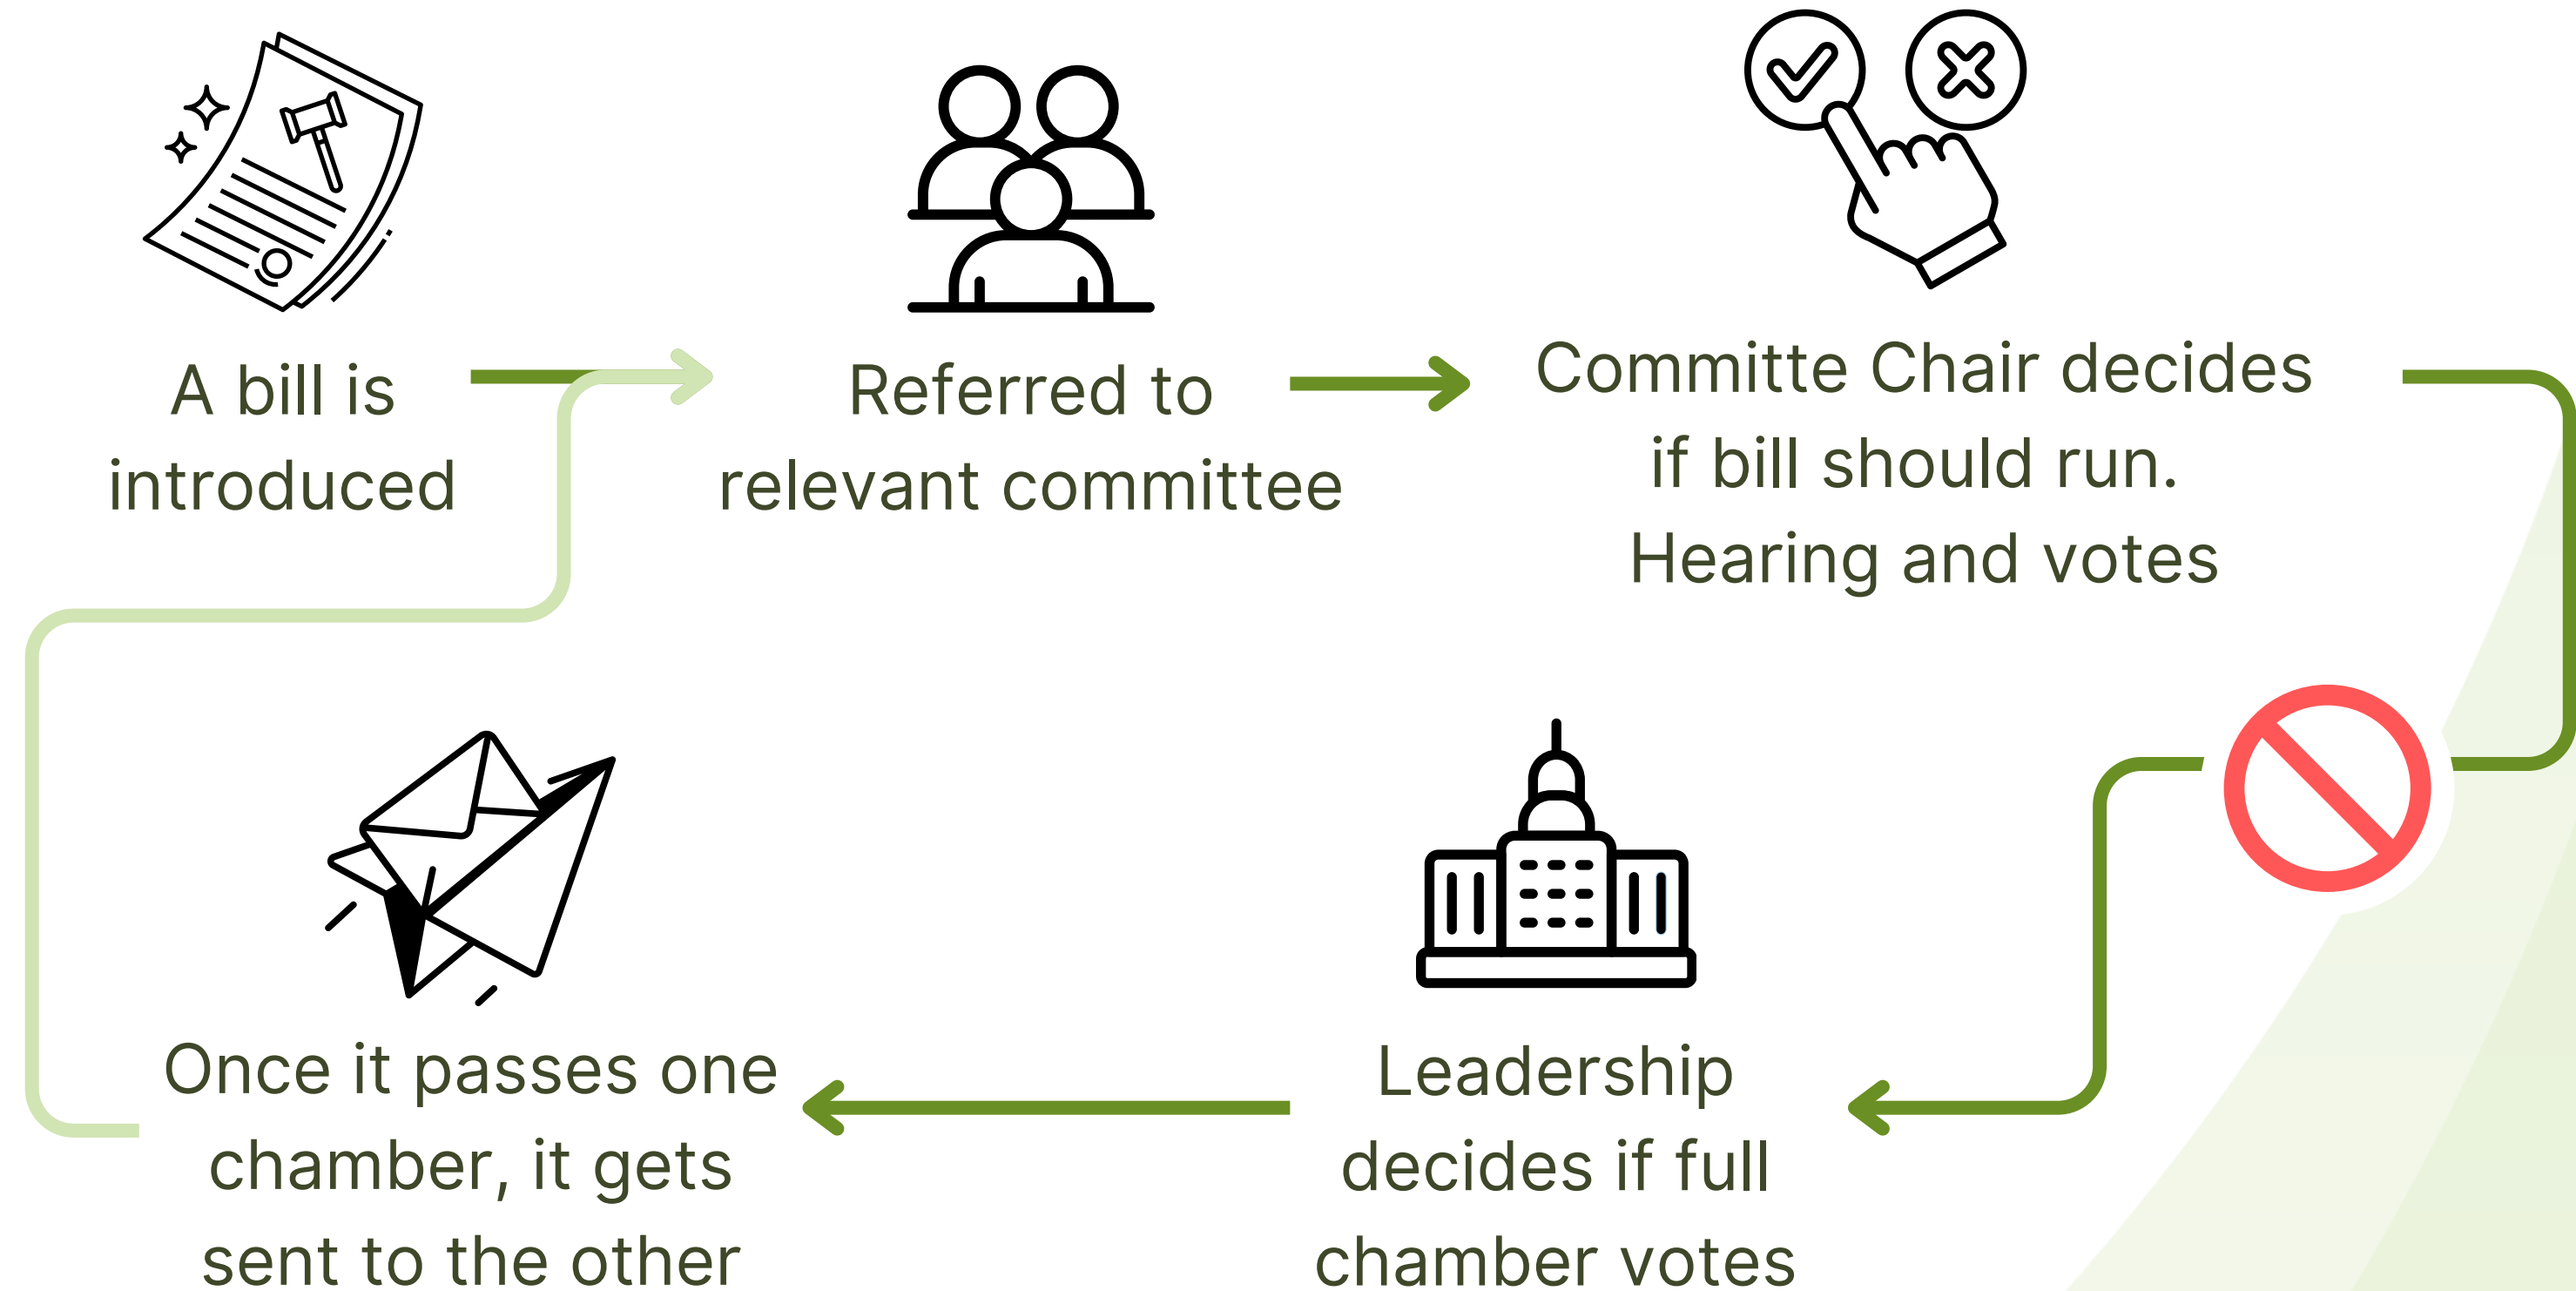 A bill is
introduced
Referred to
relevant committee
Committe Chair decides
if bill should run.
Hearing and votes
Leadership
decides if full
chamber votes
Once it passes one
chamber, it gets
sent to the other